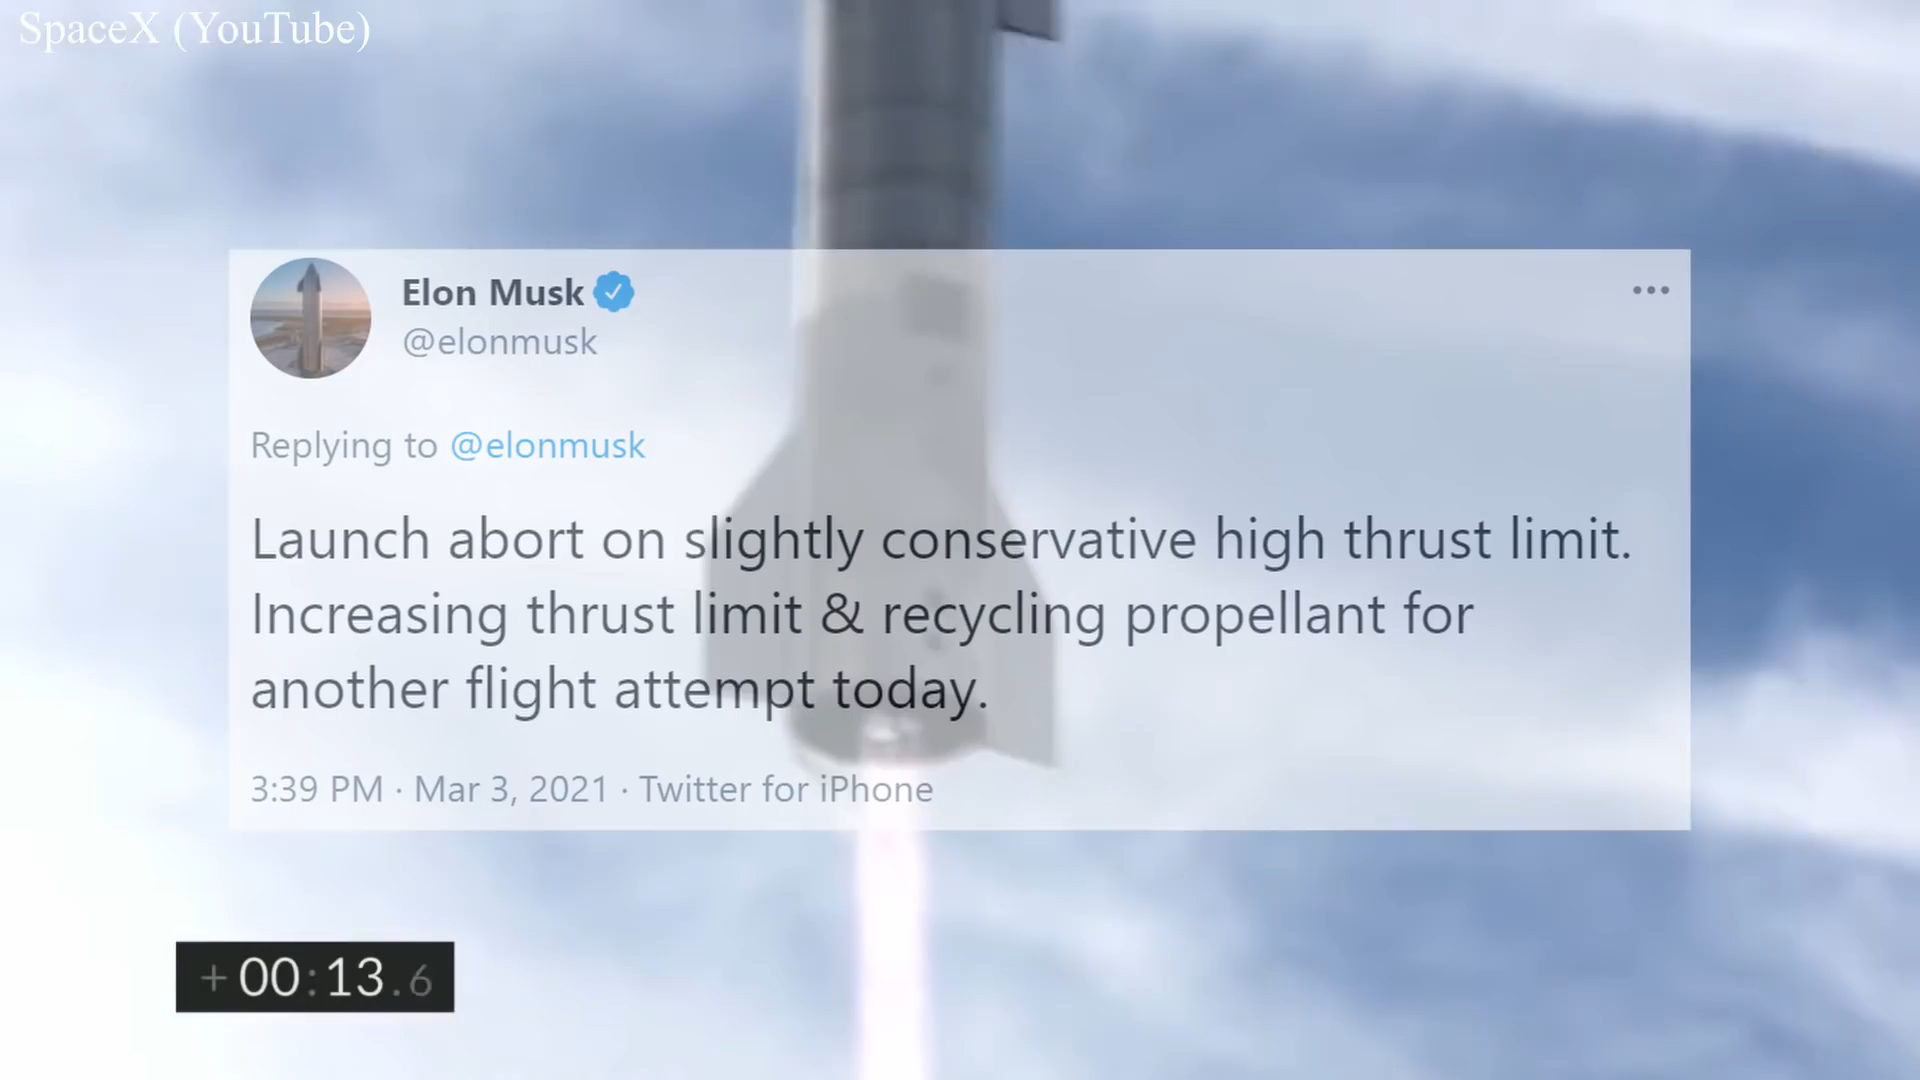 SpaceX (YouTube)
Elon Musk
@elonmusk
Replying to @elonmusk
Launch abort on slightly conservative high thrust limit.
Increasing thrust limit & recycling propellant for
another flight attempt today.
3:39 PM · Mar 3, 2021 · Twitter for iPhone
+00:13.6